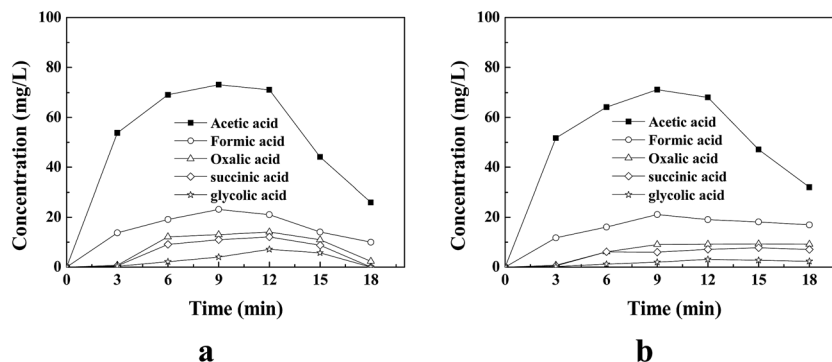 100
80
60
40
20
0
Concentration (mg/L)
Acetic acid
Formic acid
Oxalic acid
succinic acid
glycolic acid
0 3 6 9 12 15 18
Time (min)
a
100
80
60
40
20
0
Concentration (mg/L)
Acetic acid
Formic acid
Oxalic acid
succinic acid
glycolic acid
0 3 6 9 12 15 18
Time (min)
b